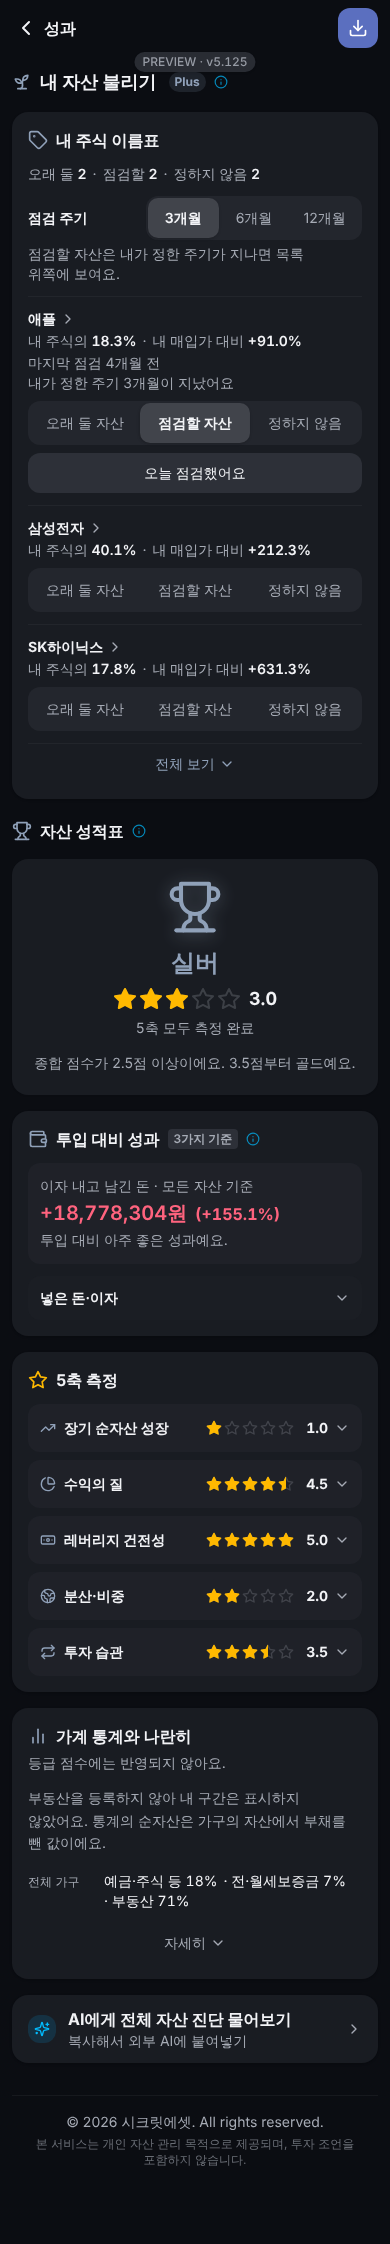 성과
PREVIEW · v5.125
내 자산 불리기 Plus
내 주식 이름표
오래 둘 2 · 점검할 2 · 정하지 않음 2
점검 주기 3개월 6개월 12개월
점검할 자산은 내가 정한 주기가 지나면 목록
위쪽에 보여요.
애플
내 주식의 18.3% · 내 매입가 대비 +91.0%
마지막 점검 4개월 전
내가 정한 주기 3개월이 지났어요
오래 둘 자산 점검할 자산 정하지 않음
오늘 점검했어요
삼성전자
내 주식의 40.1% · 내 매입가 대비 +212.3%
오래 둘 자산 점검할 자산 정하지 않음
SK하이닉스
내 주식의 17.8% · 내 매입가 대비 +631.3%
오래 둘 자산 점검할 자산 정하지 않음
전체 보기
자산 성적표
실버
3.0
5축 모두 측정 완료
종합 점수가 2.5점 이상이에요. 3.5점부터 골드예요.
투입 대비 성과 3가지 기준
이자 내고 남긴 돈 · 모든 자산 기준
+18,778,304원 (+155.1%)
투입 대비 아주 좋은 성과예요.
넣은 돈·이자
5축 측정
장기 순자산 성장 1.0
수익의 질 4.5
레버리지 건전성 5.0
분산·비중 2.0
투자 습관 3.5
가계 통계와 나란히
등급 점수에는 반영되지 않아요.
부동산을 등록하지 않아 내 구간은 표시하지
않았어요. 통계의 순자산은 가구의 자산에서 부채를
뺀 값이에요.
전체 가구 예금·주식 등 18% · 전·월세보증금 7%
· 부동산 71%
자세히
AI에게 전체 자산 진단 물어보기
복사해서 외부 AI에 붙여넣기
© 2026 시크릿에셋. All rights reserved.
본 서비스는 개인 자산 관리 목적으로 제공되며, 투자 조언을
포함하지 않습니다.